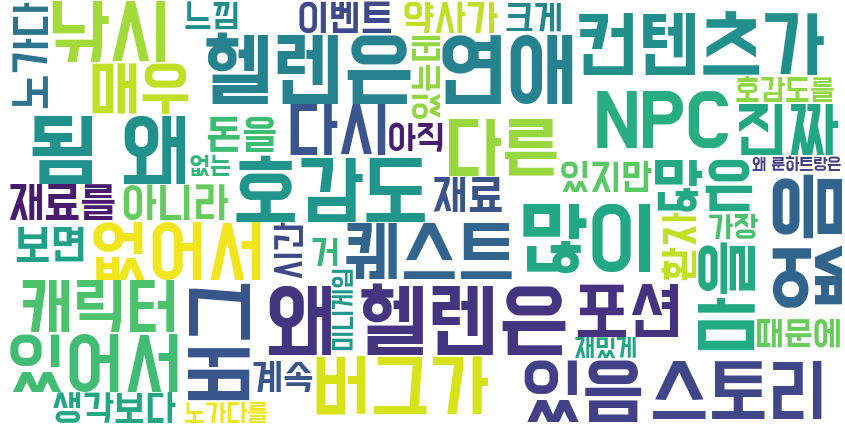 노가다
낚시
느낌
이벤트
약사가
크게
컨텐츠가
매우
헬렌은
있는데
연애
호감도를
됨 왜
돈을
다시
아직
다른
NPC
진짜
없는
왜 룬하트랑은
재료를
아니라
호감도
재료
있지만
많은
없음
보면
없어서
시간
거
퀘스트
많이
환자
가장
마을
캐릭터
버그
왜 헬렌은
미니게임
포션
때문에
있어서
재밌게
생각보다
노가다를
계속
버그가
있음
스토리